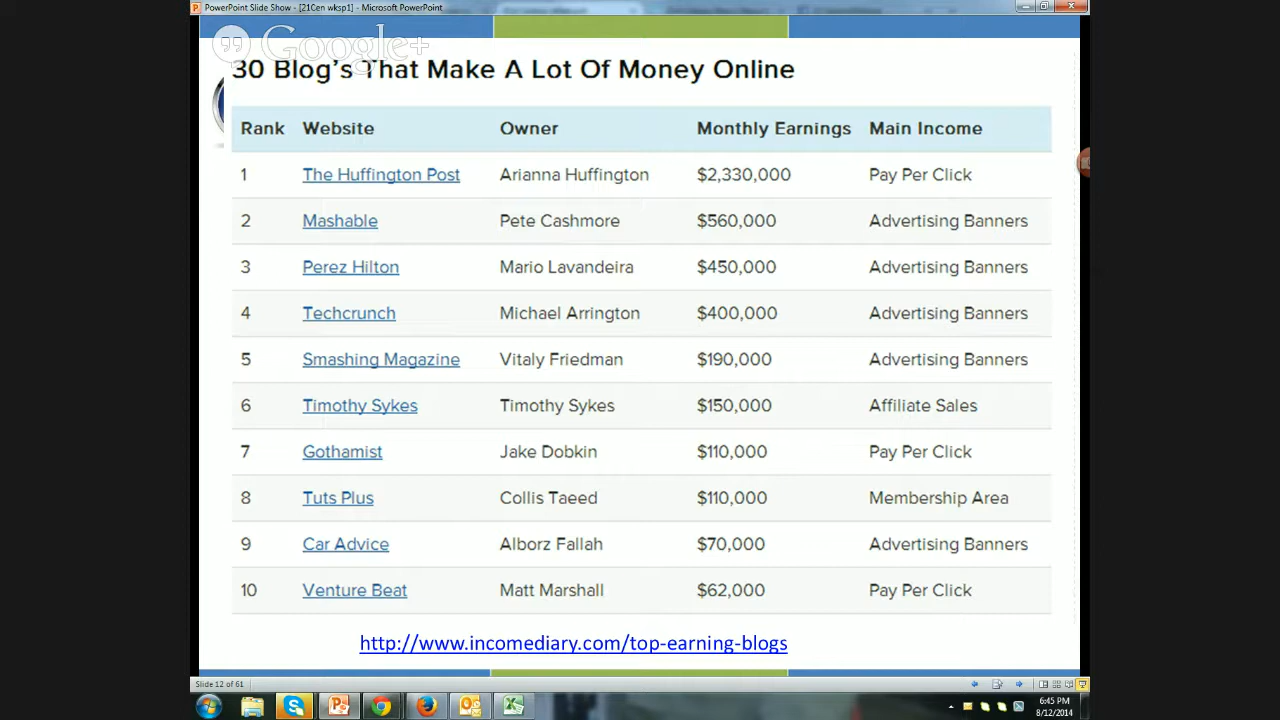 PowerPoint Slide Show - [21Cen wksp1] - Microsoft PowerPoint
Google+
30 Blog's That Make A Lot Of Money Online
Rank Website Owner Monthly Earnings Main Income
1 The Huffington Post Arianna Huffington $2,330,000 Pay Per Click
2 Mashable Pete Cashmore $560,000 Advertising Banners
3 Perez Hilton Mario Lavandeira $450,000 Advertising Banners
4 Techcrunch Michael Arrington $400,000 Advertising Banners
5 Smashing Magazine Vitaly Friedman $190,000 Advertising Banners
6 Timothy Sykes Timothy Sykes $150,000 Affiliate Sales
7 Gothamist Jake Dobkin $110,000 Pay Per Click
8 Tuts Plus Collis Taeed $110,000 Membership Area
9 Car Advice Alborz Fallah $70,000 Advertising Banners
10 Venture Beat Matt Marshall $62,000 Pay Per Click
http://www.incomediary.com/top-earning-blogs
Slide 12 of 61
6:45 PM
8/12/2014